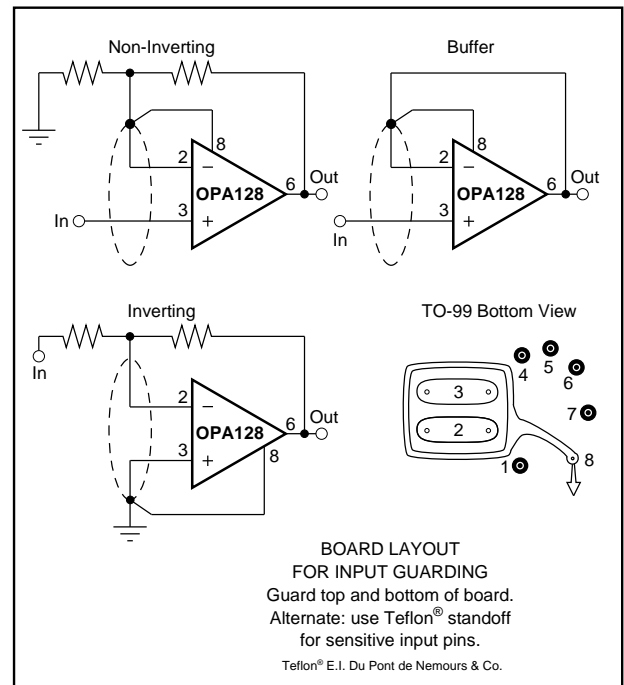 Non-Inverting
8
2
−
OPA128
6
Out
In
3
+
Buffer
8
2
−
OPA128
6
Out
In
3
+
Inverting
In
2
−
OPA128
6
Out
3
+
8
TO-99 Bottom View
4
5
6
3
7
2
1
8
BOARD LAYOUT
FOR INPUT GUARDING
Guard top and bottom of board.
Alternate: use Teflon® standoff
for sensitive input pins.
Teflon® E.I. Du Pont de Nemours & Co.